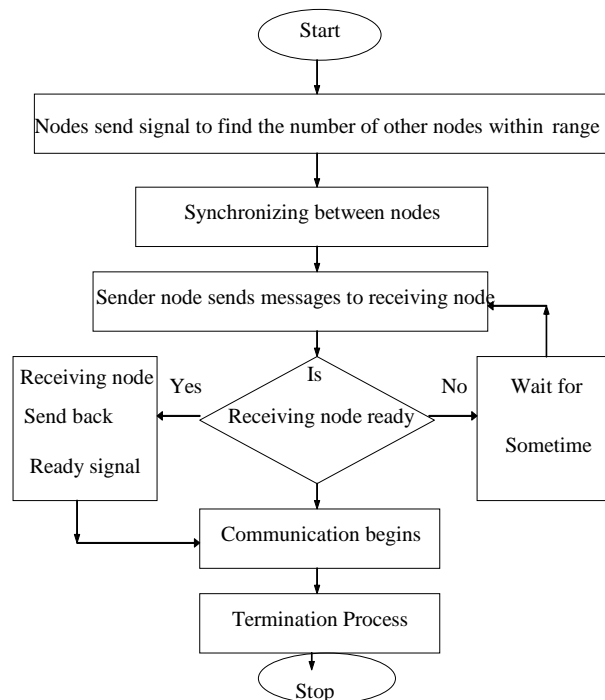 Start
Nodes send signal to find the number of other nodes within range
Synchronizing between nodes
Sender node sends messages to receiving node
Is
Receiving node ready
Yes
No
Receiving node
Send back
Ready signal
Wait for
Sometime
Communication begins
Termination Process
Stop